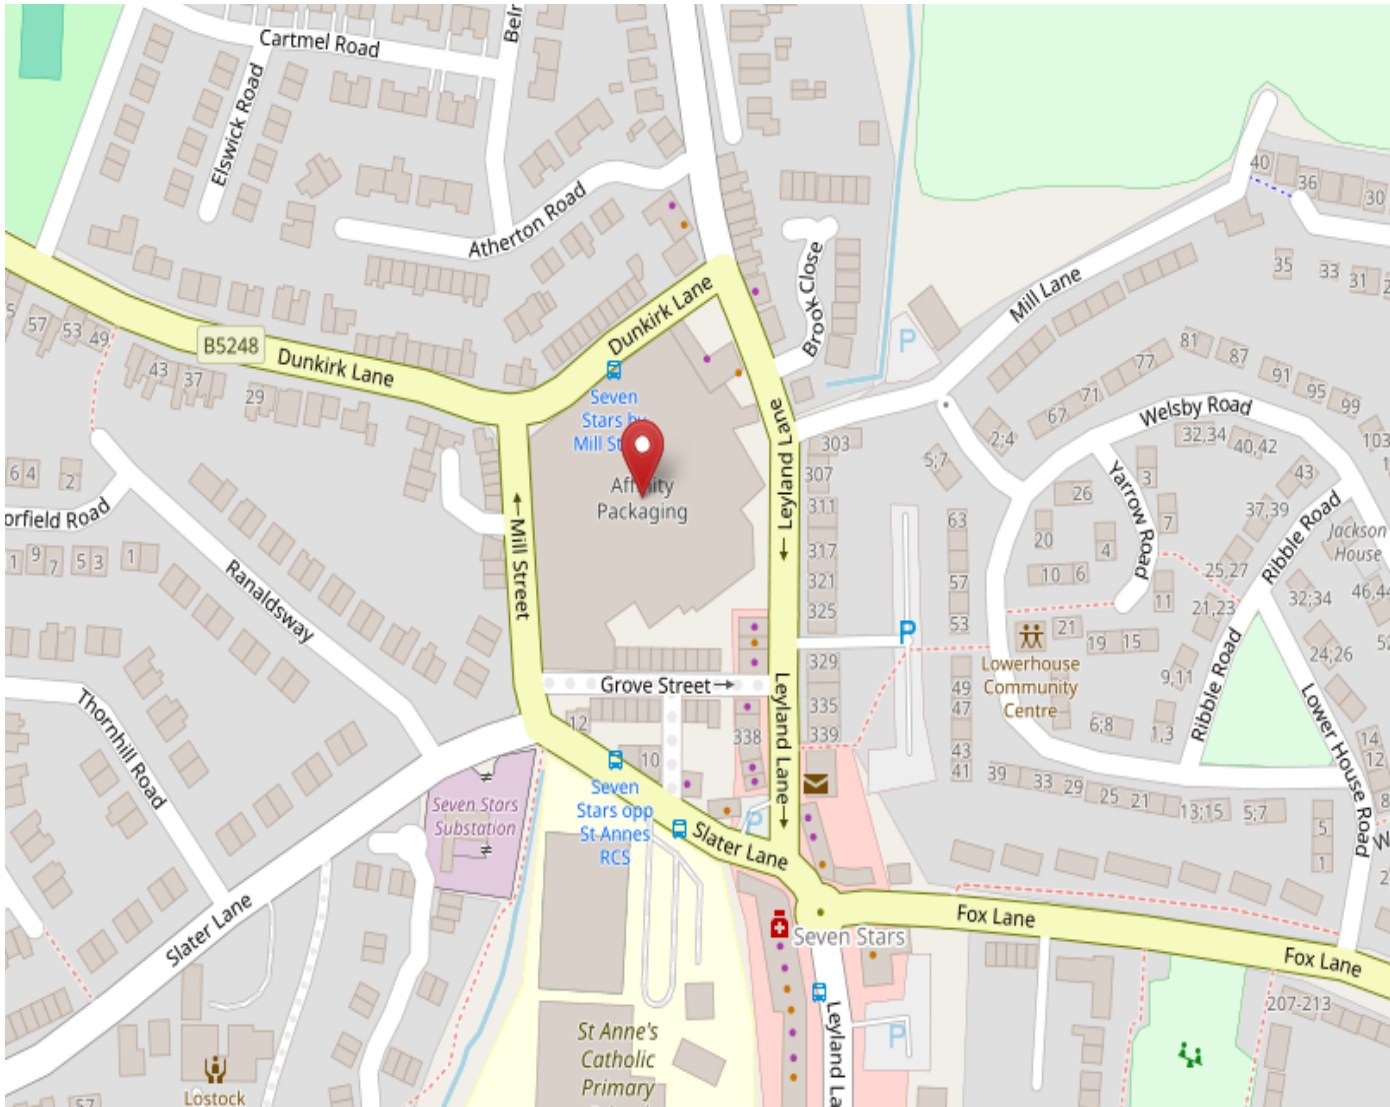 Cartmel Road
Elswick Road
Atherton Road
40
36
30
35
33
31
Brook Close
Mill Lane
57
53
49
B5248
Dunkirk Lane
Dunkirk Lane
43
37
29
Seven
Stars by
Mill
Affinity
Packaging
Leyland Lane
303
307
311
317
321
325
329
335
339
338
P
81
87
91
95
99
77
71
67
Welsby Road
2;4
5;7
32,34
40,42
43
103
3
26
7
20
4
10
6
Yarrow Road
37,39
Ribble Road
Jackson
House
25,27
21,23
32;34
46,44
11
63
57
53
P
21
19
15
Lowerhouse
Community
Centre
24;26
9,11
Ribble Road
Lower House Road
6;8
1,3
49
47
43
41
39
33
29
25
21
13;15
5;7
5
1
14
12
8
6
4
2
1
9
7
5
3
1
Ranaldsway
Mill Street
Grove Street
Leyland Lane
12
10
Thornhill Road
Seven Stars
Substation
Seven
Stars opp
St Annes
RCS
P
Slater Lane
Slater Lane
Fox Lane
Fox Lane
Seven Stars
207-213
P
St Anne's
Catholic
Primary
Lostock
57